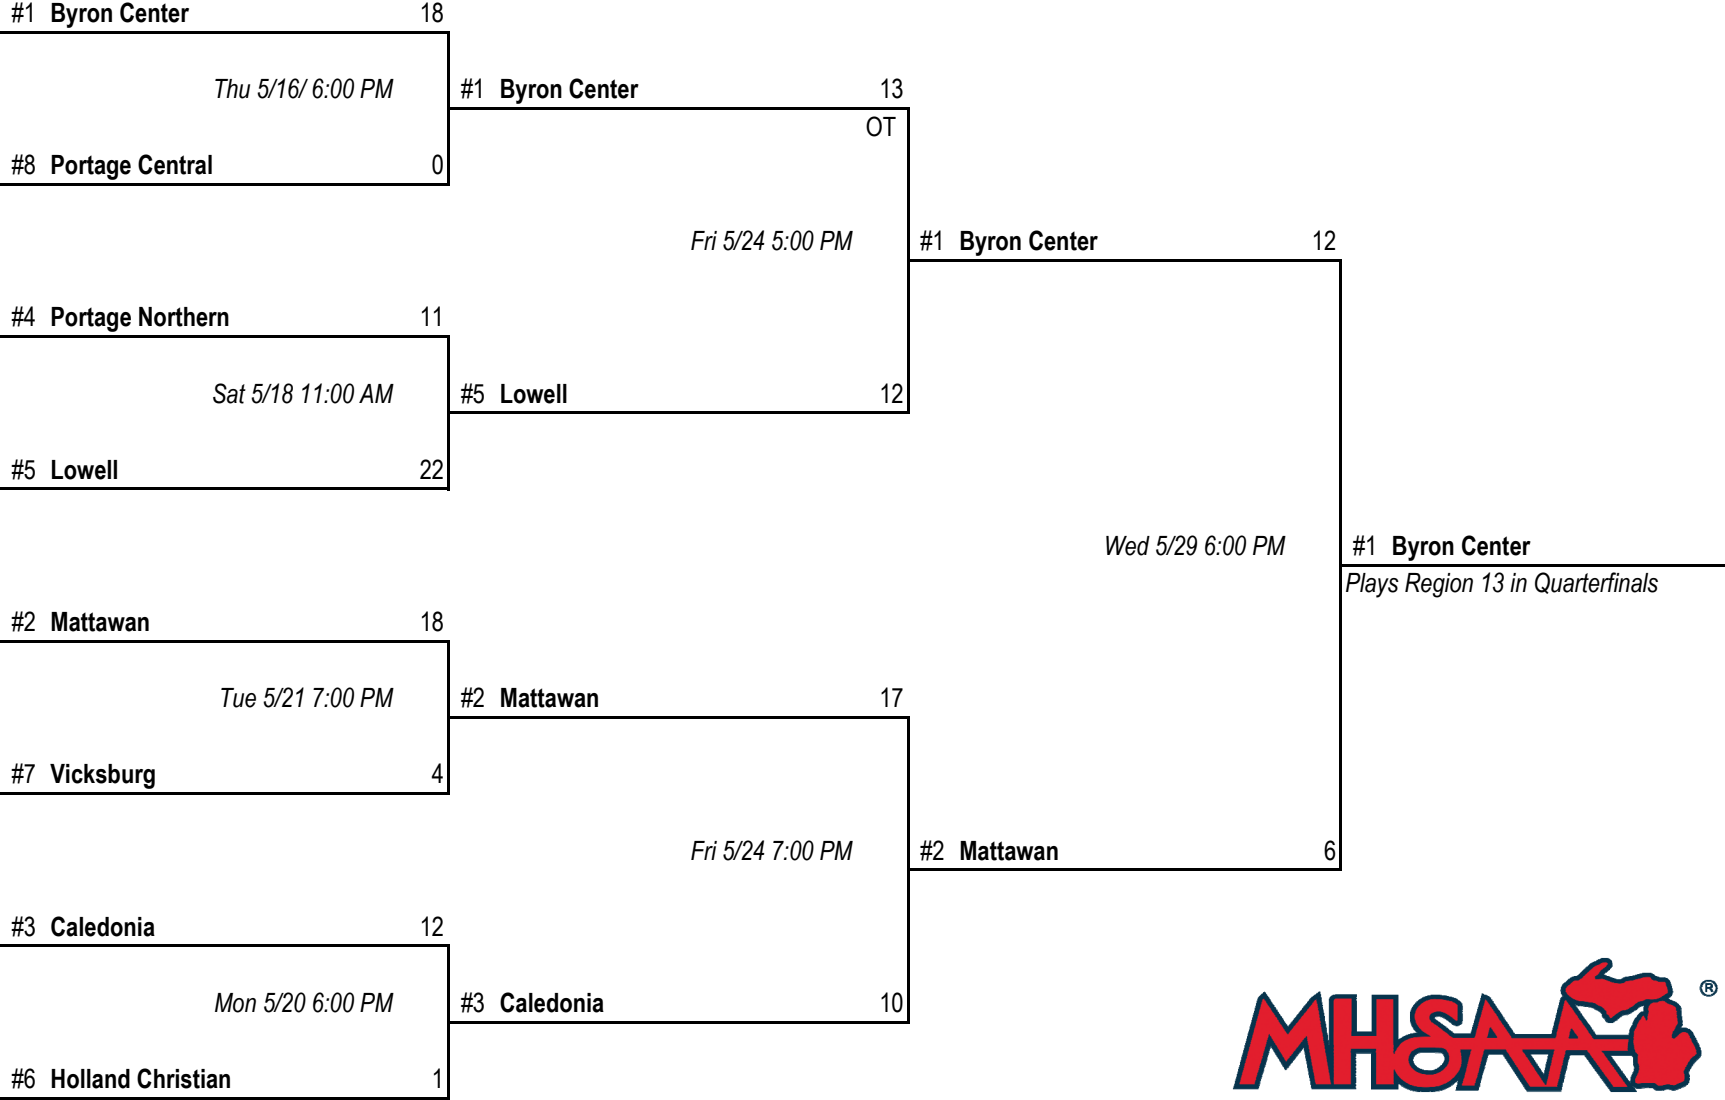 #1 Byron Center 18
Thu 5/16/ 6:00 PM
#1 Byron Center 13
OT
#8 Portage Central 0
Fri 5/24 5:00 PM
#1 Byron Center 12
#4 Portage Northern 11
Sat 5/18 11:00 AM
#5 Lowell 12
#5 Lowell 22
Wed 5/29 6:00 PM
#1 Byron Center
Plays Region 13 in Quarterfinals
#2 Mattawan 18
Tue 5/21 7:00 PM
#2 Mattawan 17
#7 Vicksburg 4
Fri 5/24 7:00 PM
#2 Mattawan 6
#3 Caledonia 12
Mon 5/20 6:00 PM
#3 Caledonia 10
#6 Holland Christian 1
MHSAA ®